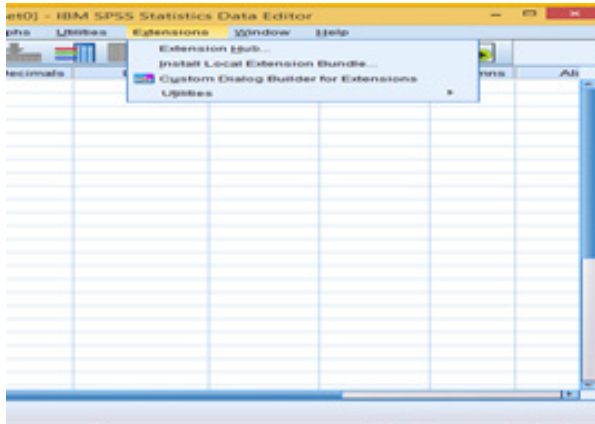 et0] - IBM SPSS Statistics Data Editor
phs Utilities Extensions Window Help
Extension Hub...
Install Local Extension Bundle...
ecimals nns Ali
Custom Dialog Builder for Extensions
Utilities